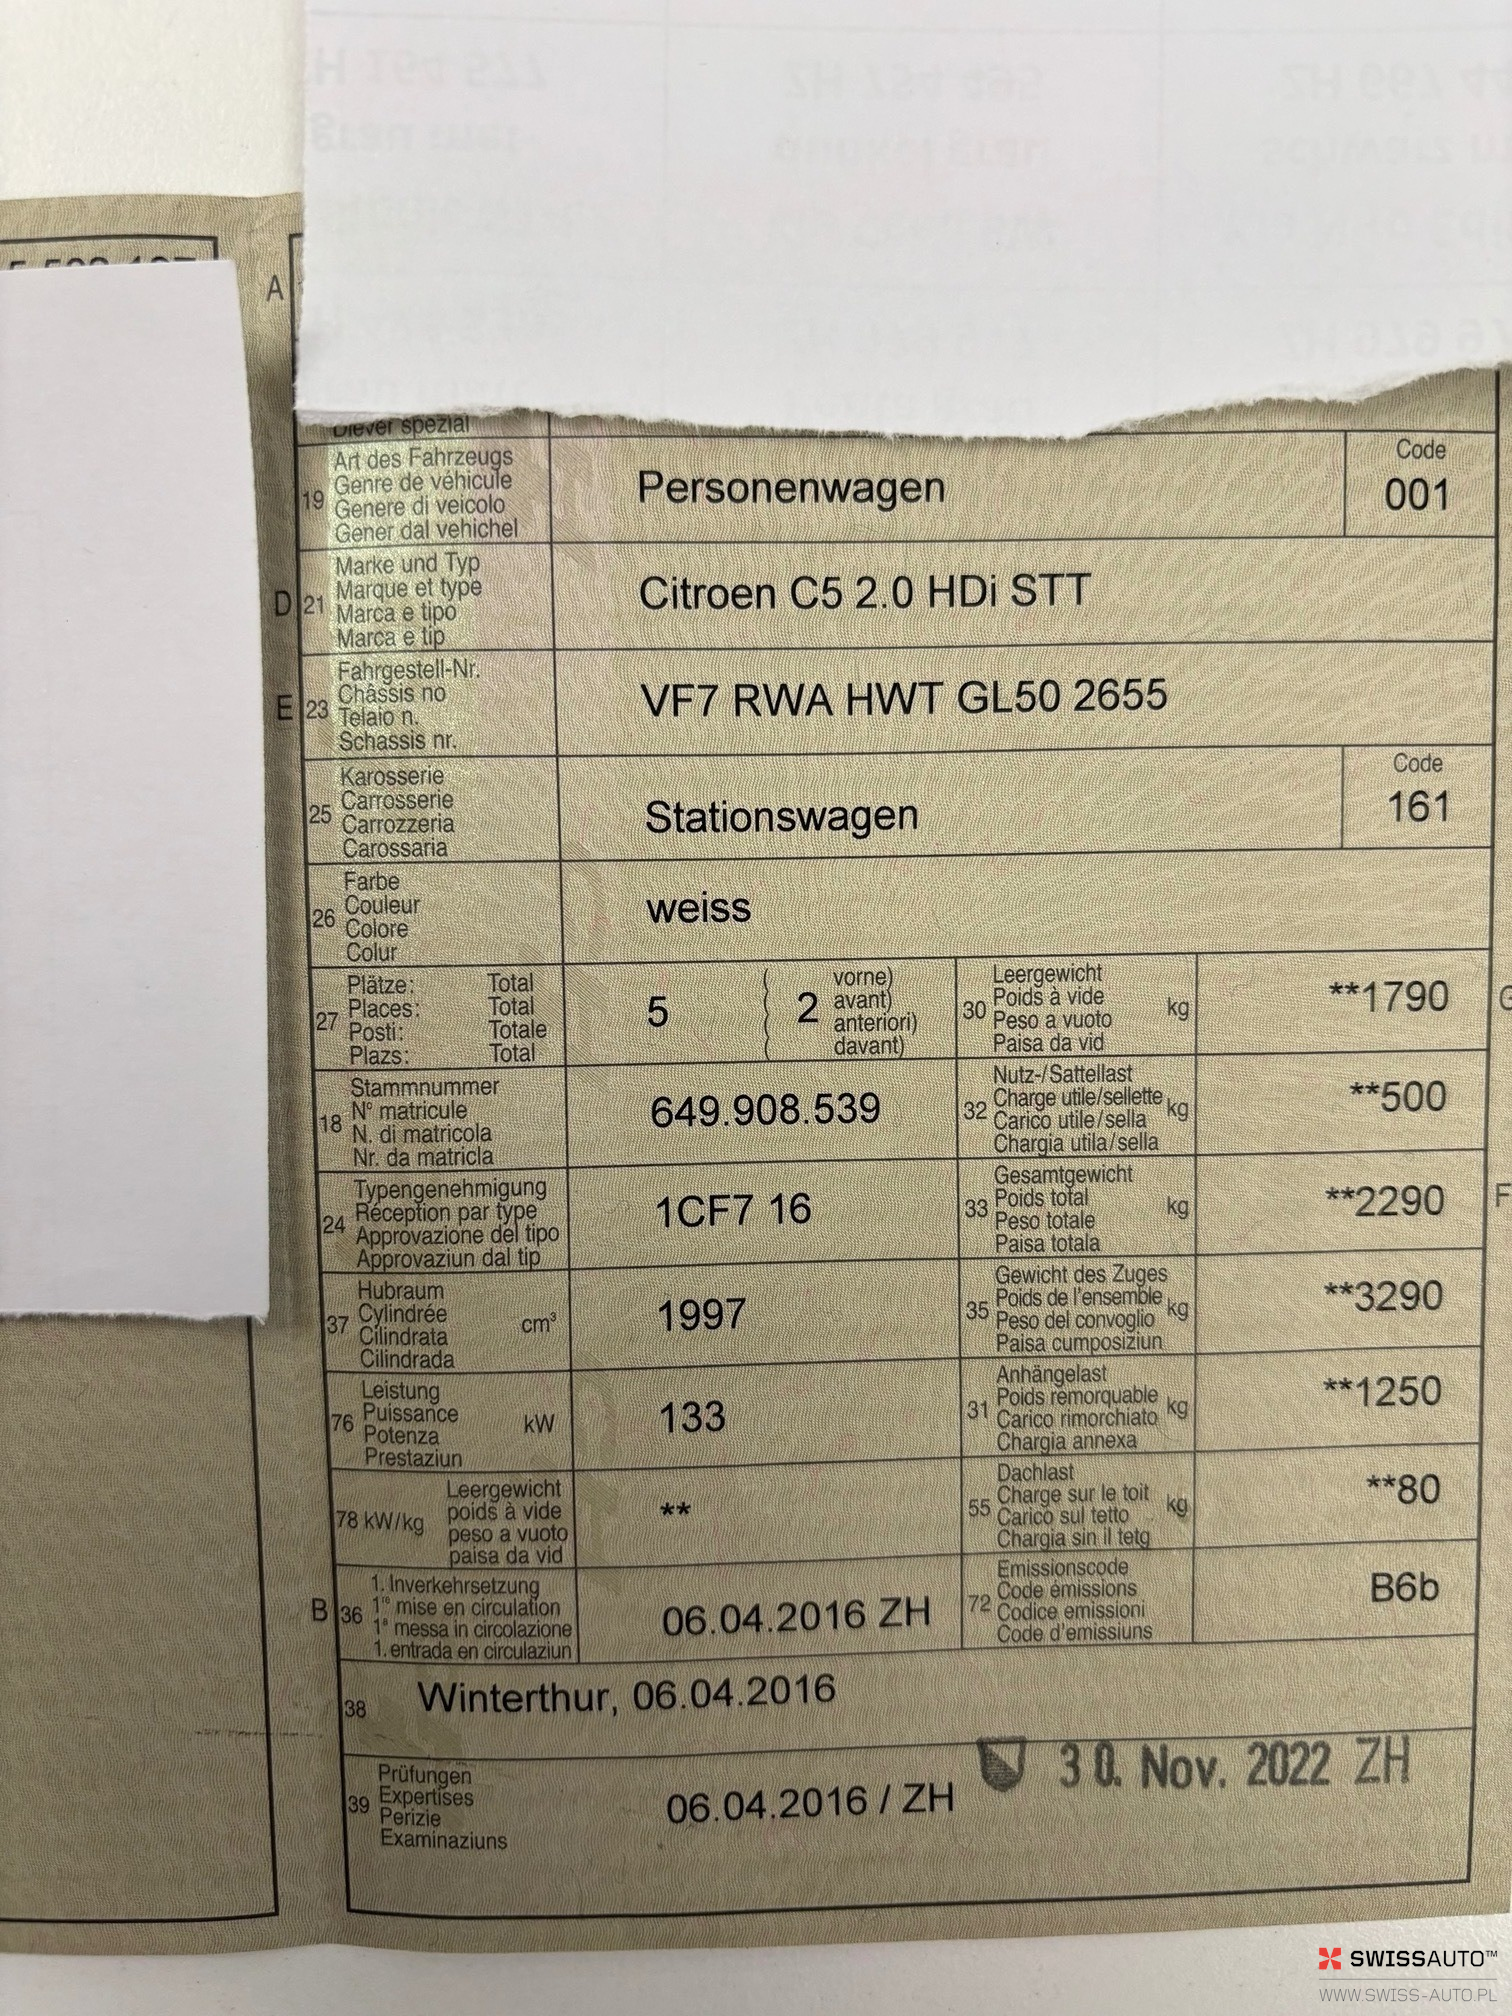 A
19 Art des Fahrzeugs
Genre de véhicule
Genere di veicolo
Gener dal vehichel
Personenwagen
Code
001
D 21 Marke und Typ
Marque et type
Marca e tipo
Marca e tip
Citroen C5 2.0 HDi STT
E 23 Fahrgestell-Nr.
Châssis no
Telaio n.
Schassis nr.
VF7 RWA HWT GL50 2655
25 Karosserie
Carrosserie
Carrozzeria
Carossaria
Stationswagen
Code
161
26 Farbe
Couleur
Colore
Colur
weiss
27 Plätze: Total
Places: Total
Posti: Totale
Plazs: Total
5 ( 2 vorne)
avant)
anteriori)
davant)
30 Leergewicht
Poids à vide
Peso a vuoto
Paisa da vid
kg
**1790
18 Stammnummer
N° matricule
N. di matricola
Nr. da matricla
649.908.539
32 Nutz-/Sattellast
Charge utile/sellette
Carico utile/sella
Chargia utila/sella
kg
**500
24 Typengenehmigung
Réception par type
Approvazione del tipo
Approvaziun dal tip
1CF7 16
33 Gesamtgewicht
Poids total
Peso totale
Paisa totala
kg
**2290
F
37 Hubraum
Cylindrée
Cilindrata
Cilindrada
cm³
1997
35 Gewicht des Zuges
Poids de l'ensemble
Peso del convoglio
Paisa cumposiziun
kg
**3290
76 Leistung
Puissance
Potenza
Prestaziun
kW
133
31 Anhängelast
Poids remorquable
Carico rimorchiato
Chargia annexa
kg
**1250
78 kW/kg Leergewicht
poids à vide
peso a vuoto
paisa da vid
**
55 Dachlast
Charge sur le toit
Carico sul tetto
Chargia sin il tetg
kg
**80
B 36 1. Inverkehrsetzung
1re mise en circulation
1a messa in circolazione
1. entrada en circulaziun
06.04.2016 ZH
72 Emissionscode
Code émissions
Codice emissioni
Code d'emissiuns
B6b
38 Winterthur, 06.04.2016
39 Prüfungen
Expertises
Perizie
Examinaziuns
06.04.2016 / ZH
30. Nov. 2022 ZH
SWISSAUTO™
WWW.SWISS-AUTO.PL